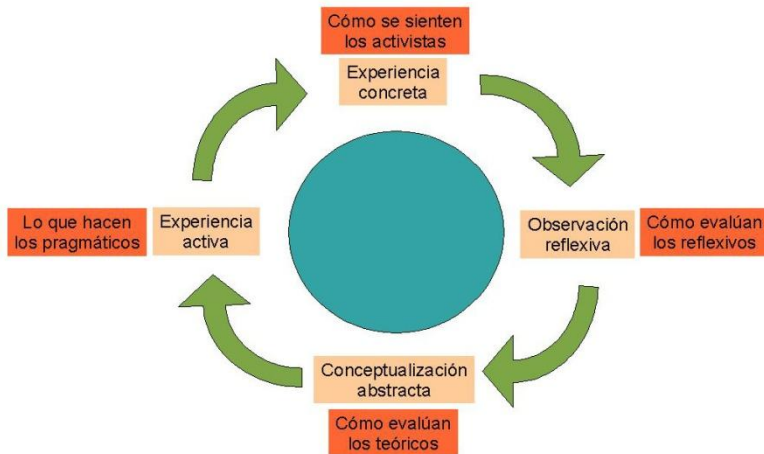 Cómo se sienten
los activistas
Experiencia
concreta
Lo que hacen
los pragmáticos
Experiencia
activa
Observación
reflexiva
Cómo evalúan
los reflexivos
Conceptualización
abstracta
Cómo evalúan
los teóricos